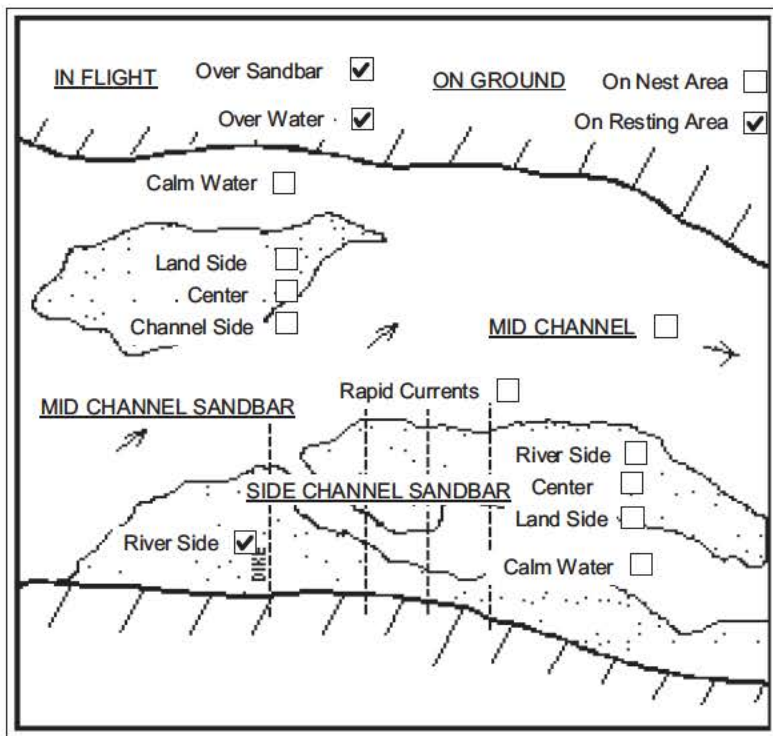 IN FLIGHT Over Sandbar ON GROUND On Nest Area
Over Water On Resting Area
Calm Water
Land Side
Center
Channel Side
MID CHANNEL
Rapid Currents
MID CHANNEL SANDBAR
River Side
SIDE CHANNEL SANDBAR Center
Land Side
River Side
DIKE
Calm Water